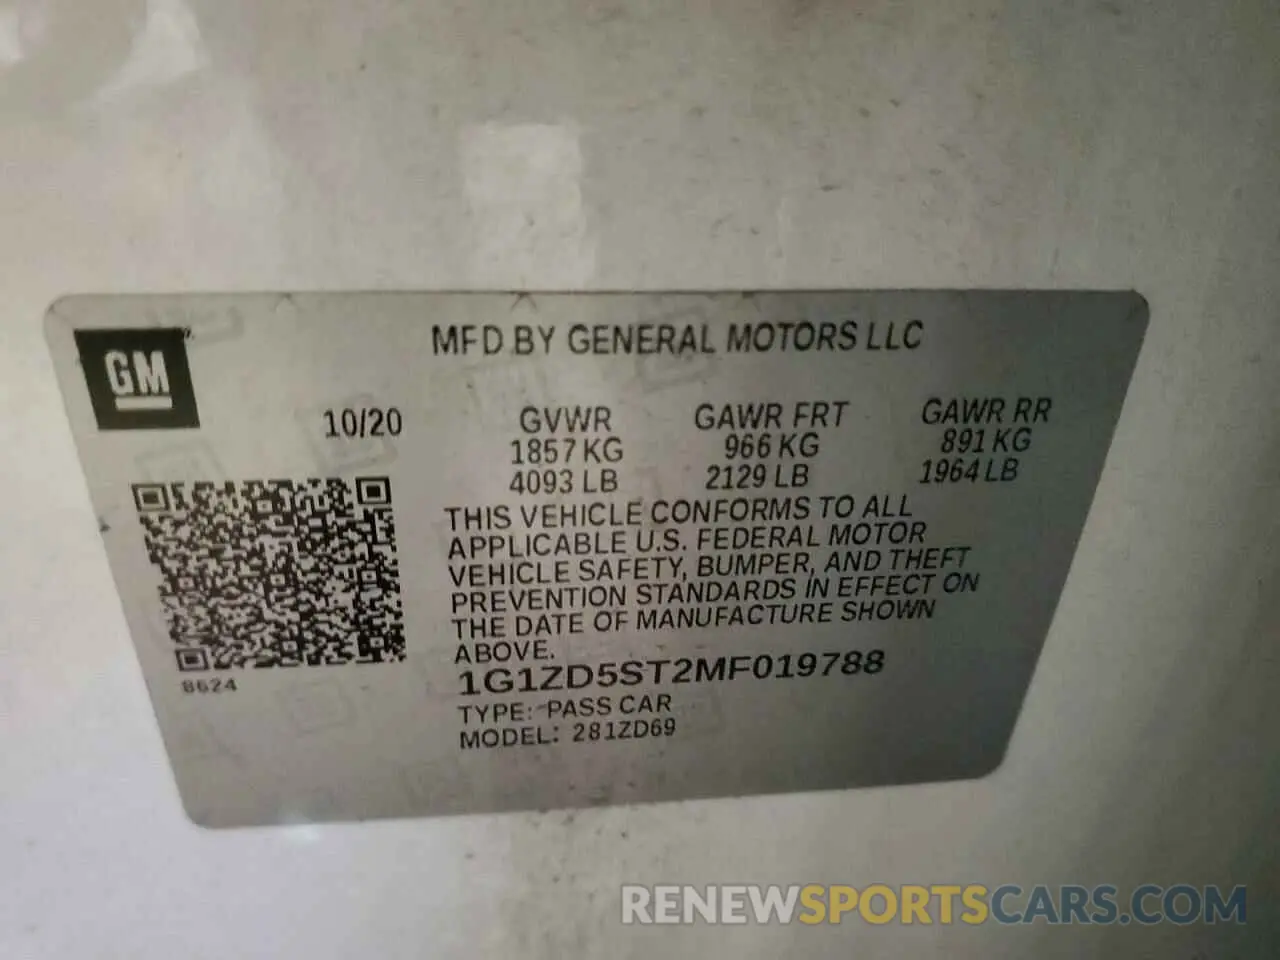 GM
MFD BY GENERAL MOTORS LLC
10/20
GVWR
1857 KG
4093 LB
GAWR FRT
966 KG
2129 LB
GAWR RR
891 KG
1964 LB
THIS VEHICLE CONFORMS TO ALL
APPLICABLE U.S. FEDERAL MOTOR
VEHICLE SAFETY, BUMPER, AND THEFT
PREVENTION STANDARDS IN EFFECT ON
THE DATE OF MANUFACTURE SHOWN
ABOVE.
8624
1G1ZD5ST2MF019788
TYPE: PASS CAR
MODEL: 281ZD69
RENEWSPORTSCARS.COM